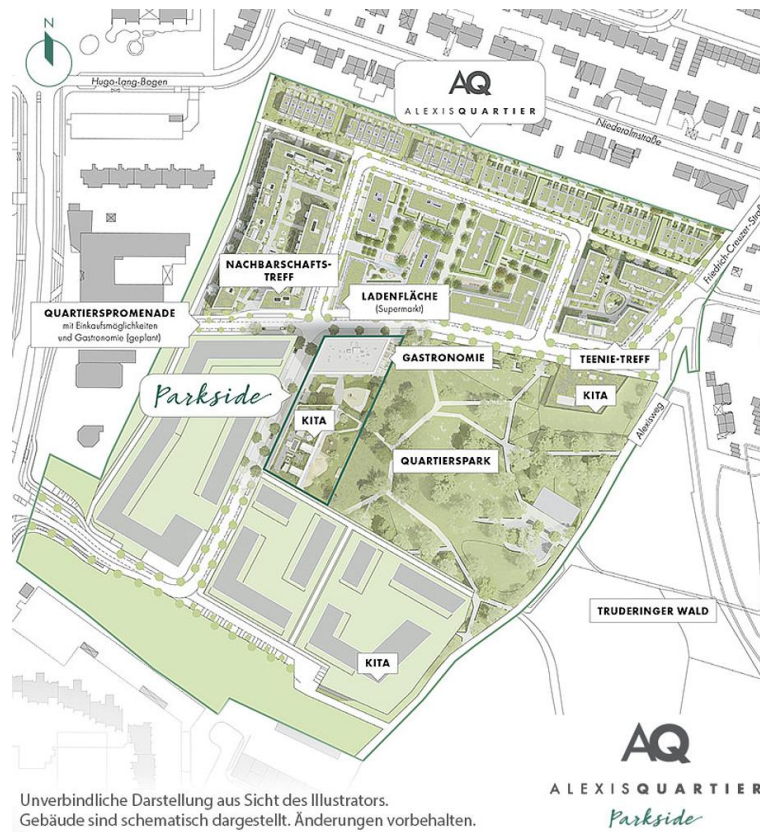 N
Hugo-Lang-Bogen
AQ
ALEXISQUARTIER
Niederalmstraße
Friedrich-Creuzer-Straße
NACHBARSCHAFTS-
TREFF
LADENFLÄCHE
(Supermarkt)
QUARTIERSPROMENADE
mit Einkaufsmöglichkeiten
und Gastronomie (geplant)
GASTRONOMIE
TEENIE-TREFF
Parkside
KITA
KITA
QUARTIERSPARK
Alexisweg
TRUDERINGER WALD
KITA
AQ
ALEXISQUARTIER
Parkside
Unverbindliche Darstellung aus Sicht des Illustrators.
Gebäude sind schematisch dargestellt. Änderungen vorbehalten.